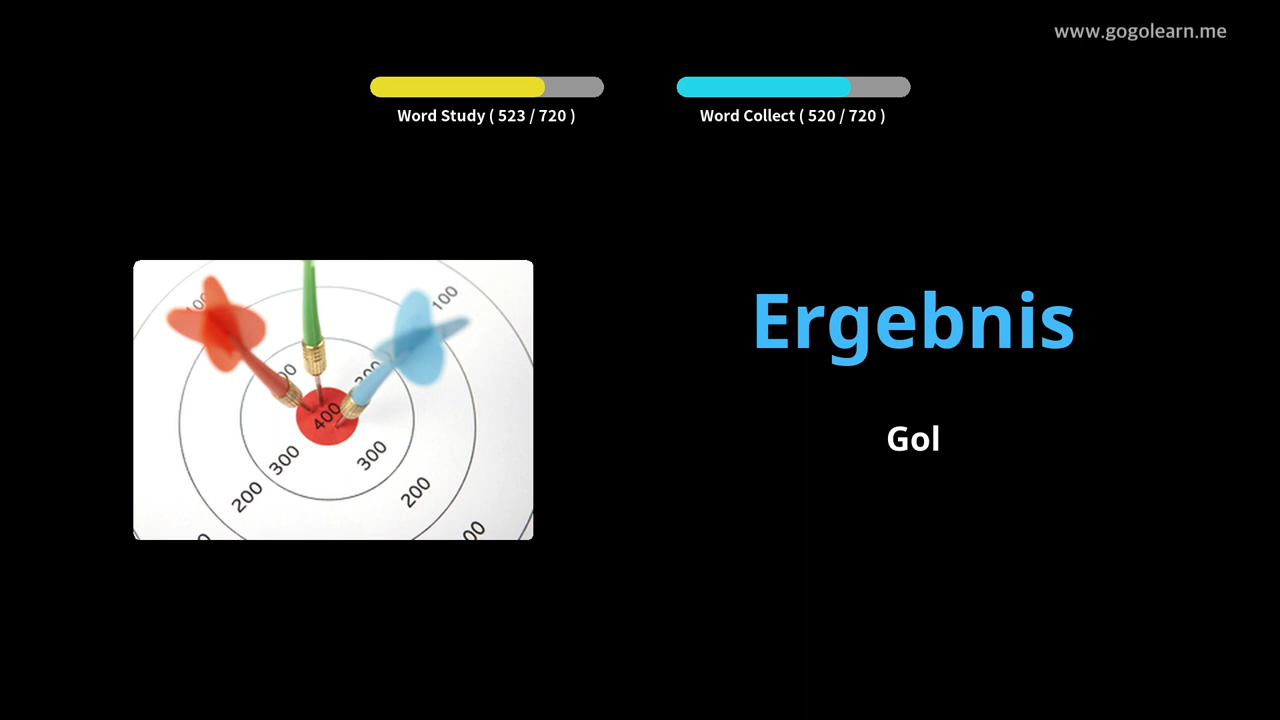 www.gogolearn.me
Word Study ( 523 / 720 )
Word Collect ( 520 / 720 )
Ergebnis
Gol
100
100
200
400
300
300
200
200